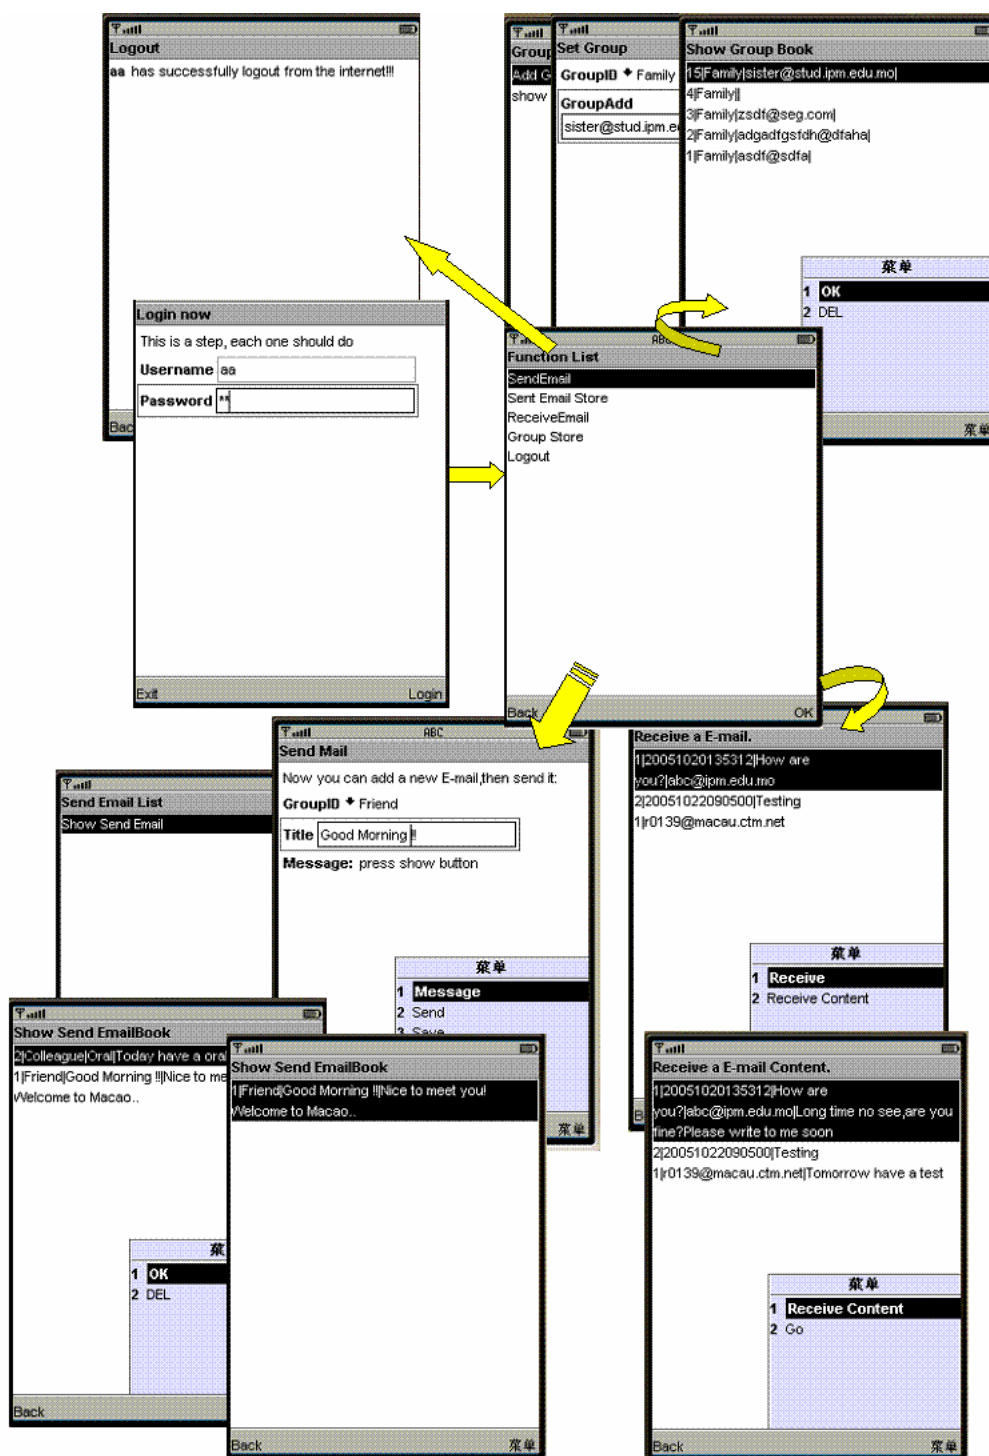 Logout
aa has successfully logout from the internet!!!
Bac
Group
Add G
show
Set Group
GroupID Family
GroupAdd
sister@stud.ipm.e
Show Group Book
15|Family|sister@stud.ipm.edu.mo|
4|Family||
3|Family|zsdf@seg.com|
2|Family|adgadfgsfdh@dfaha|
1|Family|asdf@sdfa|
菜单
1 OK
2 DEL
菜单
Login now
This is a step, each one should do
Username aa
Password **
Exit Login
ABC
Function List
SendEmail
Sent Email Store
ReceiveEmail
Group Store
Logout
Back OK
Send Email List
Show Send Email
ABC
Send Mail
Now you can add a new E-mail,then send it:
GroupID Friend
Title Good Morning !!
Message: press show button
菜单
1 Message
2 Send
3 Save
菜单
Receive a E-mail.
1|20051020135312|How are
you?|abc@ipm.edu.mo
2|20051022090500|Testing
1|r0139@macau.ctm.net
菜单
1 Receive
2 Receive Content
B
Show Send EmailBook
2|Colleague|Oral|Today have a oral
1|Friend|Good Morning !!|Nice to me
Welcome to Macao..
菜
1 OK
2 DEL
Back
Show Send EmailBook
1|Friend|Good Morning !!|Nice to meet you!
Welcome to Macao..
Back 菜单
Receive a E-mail Content.
1|20051020135312|How are
you?|abc@ipm.edu.mo|Long time no see,are you
fine?Please write to me soon
2|20051022090500|Testing
1|r0139@macau.ctm.net|Tomorrow have a test
菜单
1 Receive Content
2 Go
Back 菜单